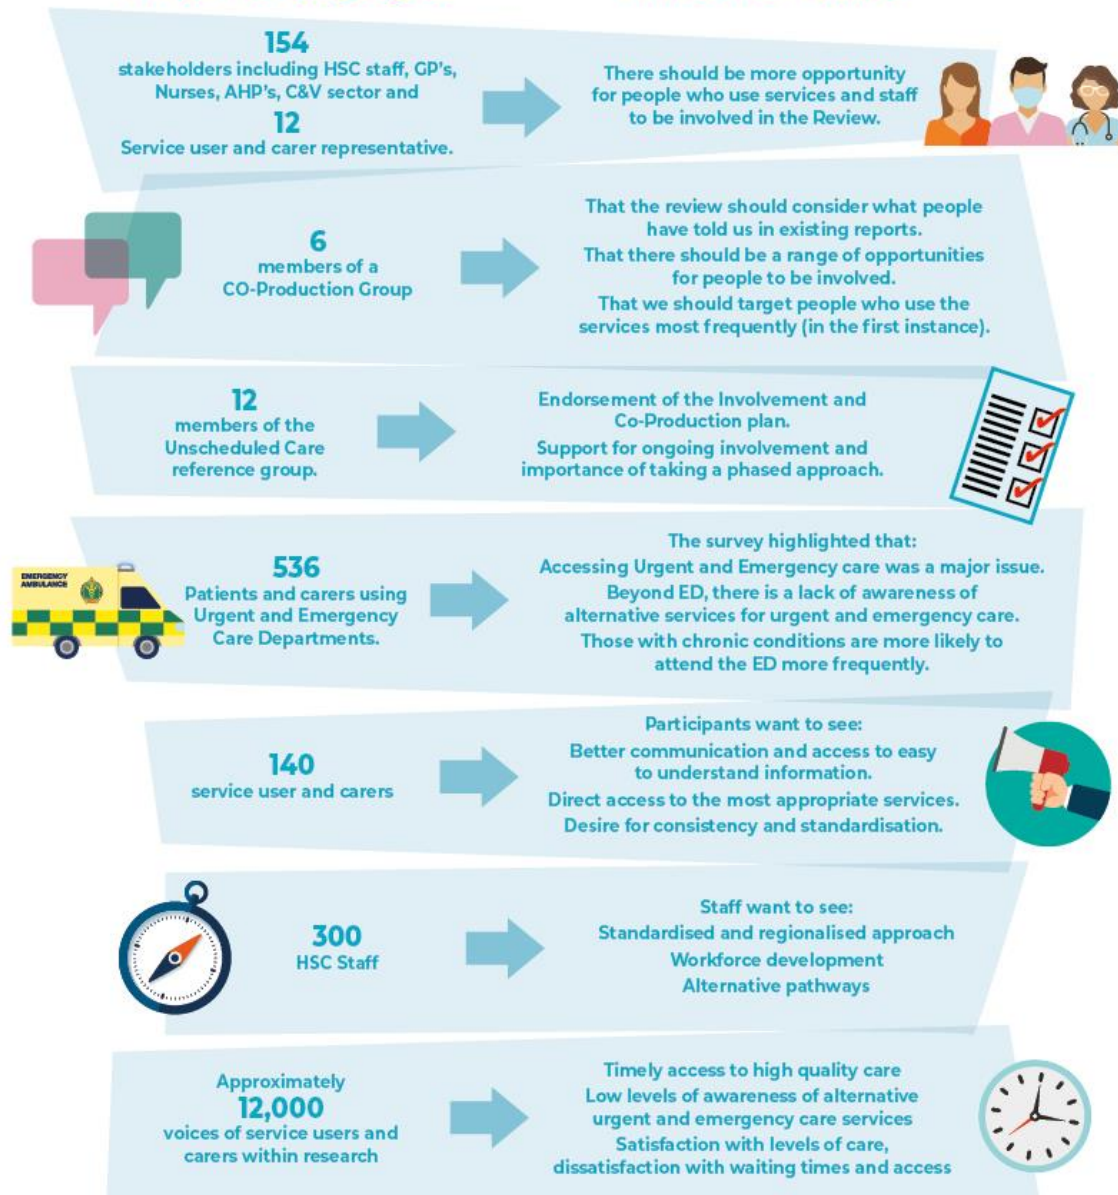 154
stakeholders including HSC staff, GP's,
Nurses, AHP's, C&V sector and
12
Service user and carer representative.
There should be more opportunity
for people who use services and staff
to be involved in the Review.
6
members of a
CO-Production Group
That the review should consider what people
have told us in existing reports.
That there should be a range of opportunities
for people to be involved.
That we should target people who use the
services most frequently (in the first instance).
12
members of the
Unscheduled Care
reference group.
Endorsement of the Involvement and
Co-Production plan.
Support for ongoing involvement and
importance of taking a phased approach.
EMERGENCY
AMBULANCE
536
Patients and carers using
Urgent and Emergency
Care Departments.
The survey highlighted that:
Accessing Urgent and Emergency care was a major issue.
Beyond ED, there is a lack of awareness of
alternative services for urgent and emergency care.
Those with chronic conditions are more likely to
attend the ED more frequently.
140
service user and carers
Participants want to see:
Better communication and access to easy
to understand information.
Direct access to the most appropriate services.
Desire for consistency and standardisation.
300
HSC Staff
Staff want to see:
Standardised and regionalised approach
Workforce development
Alternative pathways
Approximately
12,000
voices of service users and
carers within research
Timely access to high quality care
Low levels of awareness of alternative
urgent and emergency care services
Satisfaction with levels of care,
dissatisfaction with waiting times and access